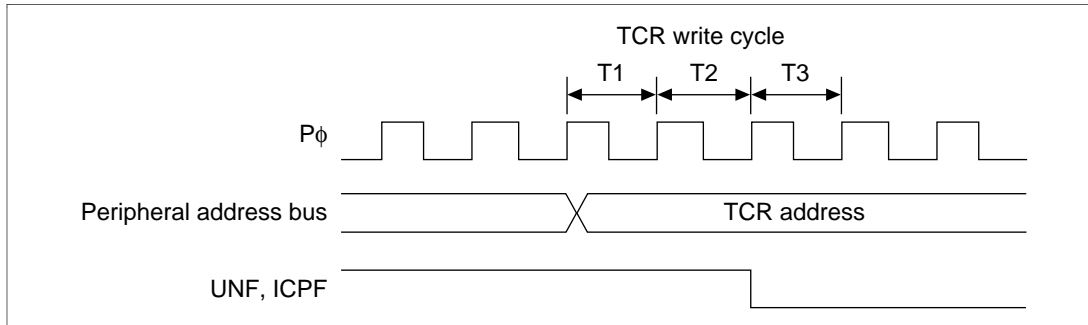 TCR write cycle
T1 T2 T3
Pϕ
Peripheral address bus TCR address
UNF, ICPF